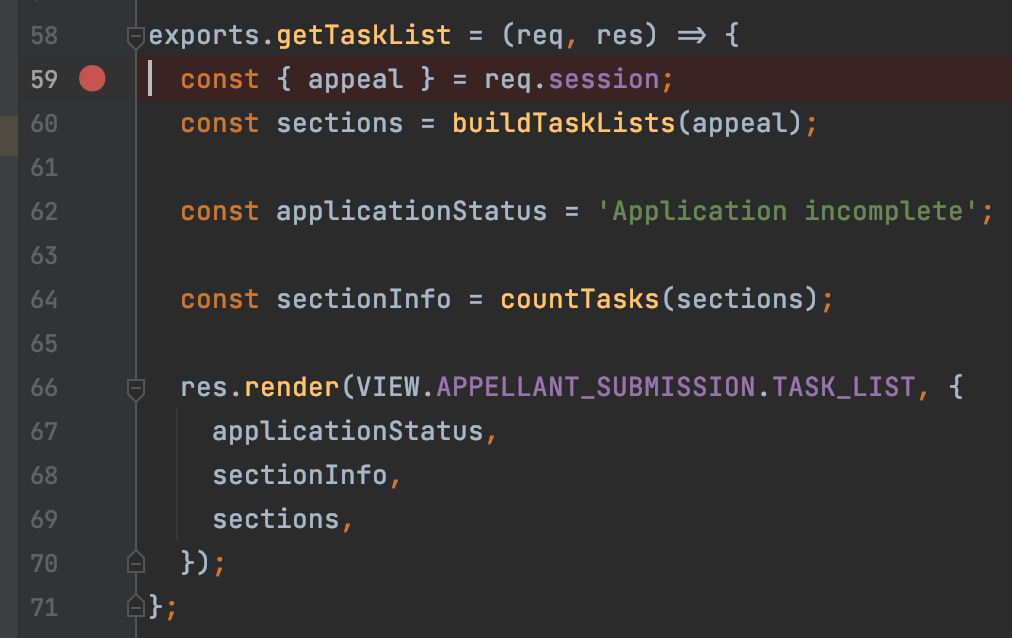 58 exports.getTaskList = (req, res) => {
59 const { appeal } = req.session;
60 const sections = buildTaskLists(appeal);
61
62 const applicationStatus = 'Application incomplete';
63
64 const sectionInfo = countTasks(sections);
65
66 res.render(VIEW.APPELLANT_SUBMISSION.TASK_LIST, {
67 applicationStatus,
68 sectionInfo,
69 sections,
70 });
71 };